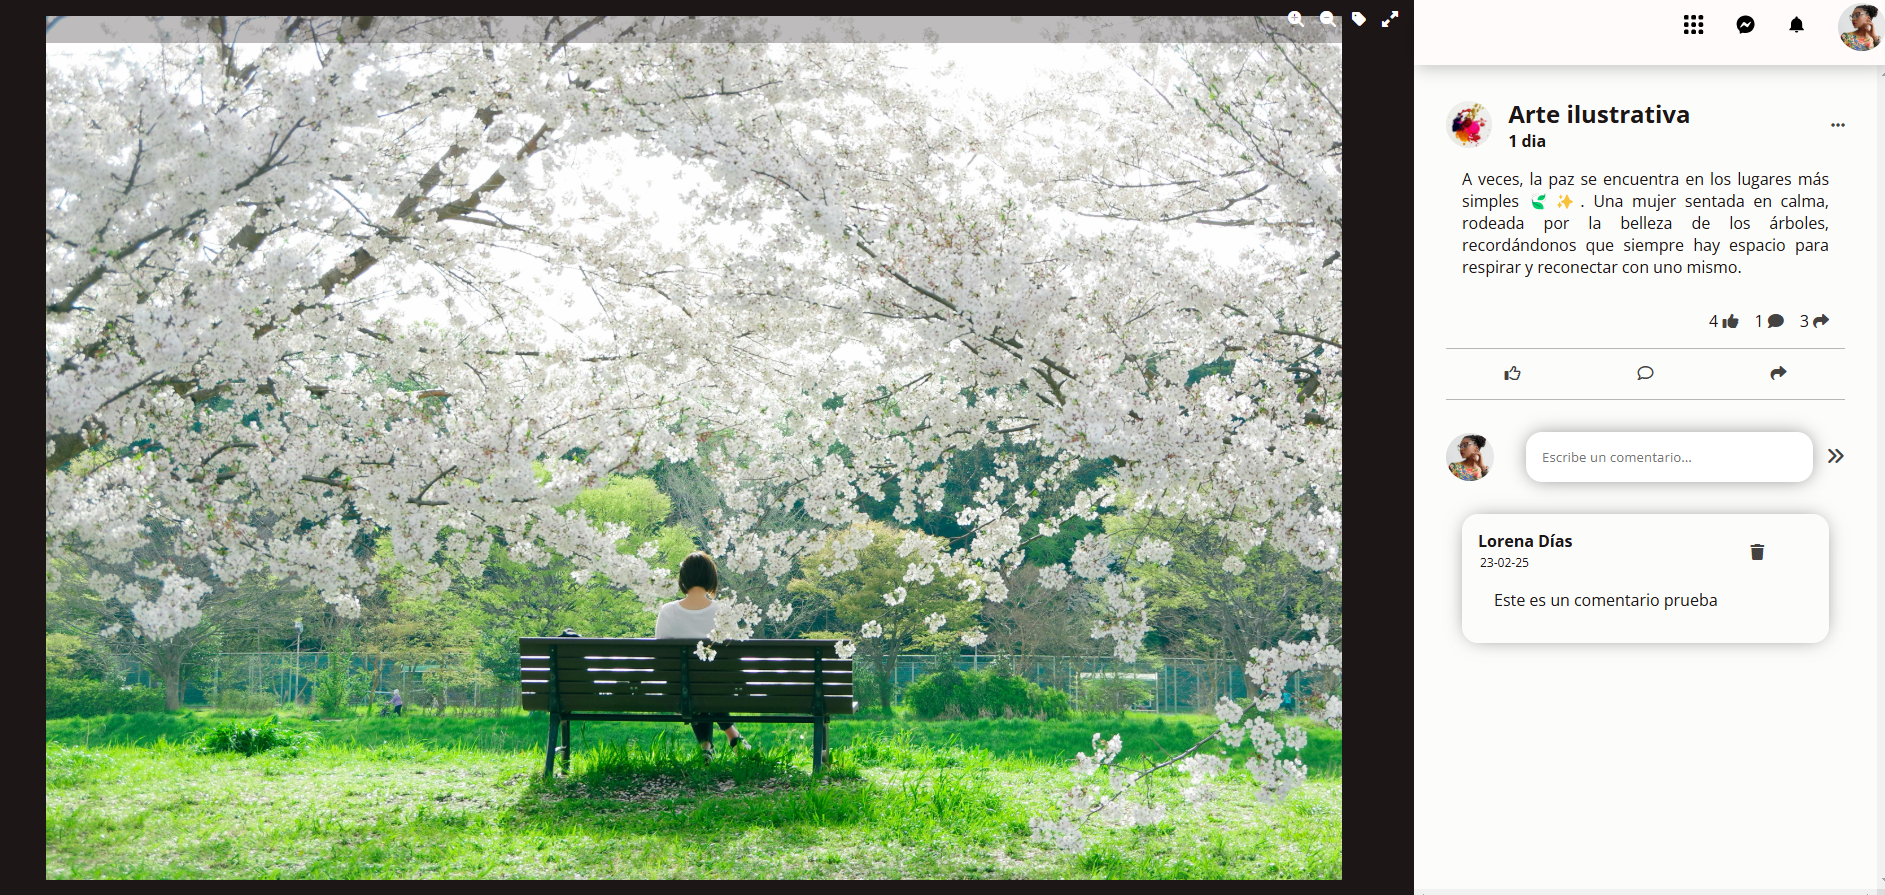 Arte ilustrativa
1 dia
A veces, la paz se encuentra en los lugares más
simples 🍃 ✨ . Una mujer sentada en calma,
rodeada por la belleza de los árboles,
recordándonos que siempre hay espacio para
respirar y reconectar con uno mismo.
4 1 3
Escribe un comentario...
Lorena Días
23-02-25
Este es un comentario prueba